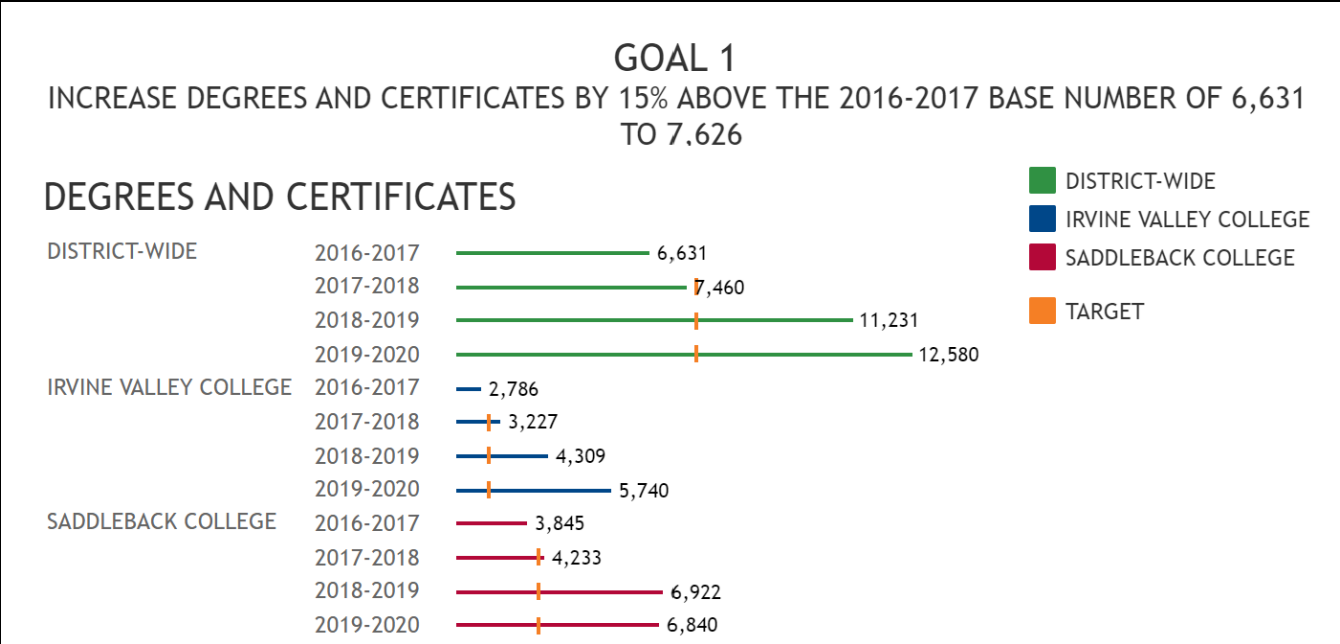 GOAL 1
INCREASE DEGREES AND CERTIFICATES BY 15% ABOVE THE 2016-2017 BASE NUMBER OF 6,631
TO 7,626
DEGREES AND CERTIFICATES
DISTRICT-WIDE
IRVINE VALLEY COLLEGE
SADDLEBACK COLLEGE
TARGET
DISTRICT-WIDE 2016-2017 6,631
2017-2018 7,460
2018-2019 11,231
2019-2020 12,580
IRVINE VALLEY COLLEGE 2016-2017 2,786
2017-2018 3,227
2018-2019 4,309
2019-2020 5,740
SADDLEBACK COLLEGE 2016-2017 3,845
2017-2018 4,233
2018-2019 6,922
2019-2020 6,840